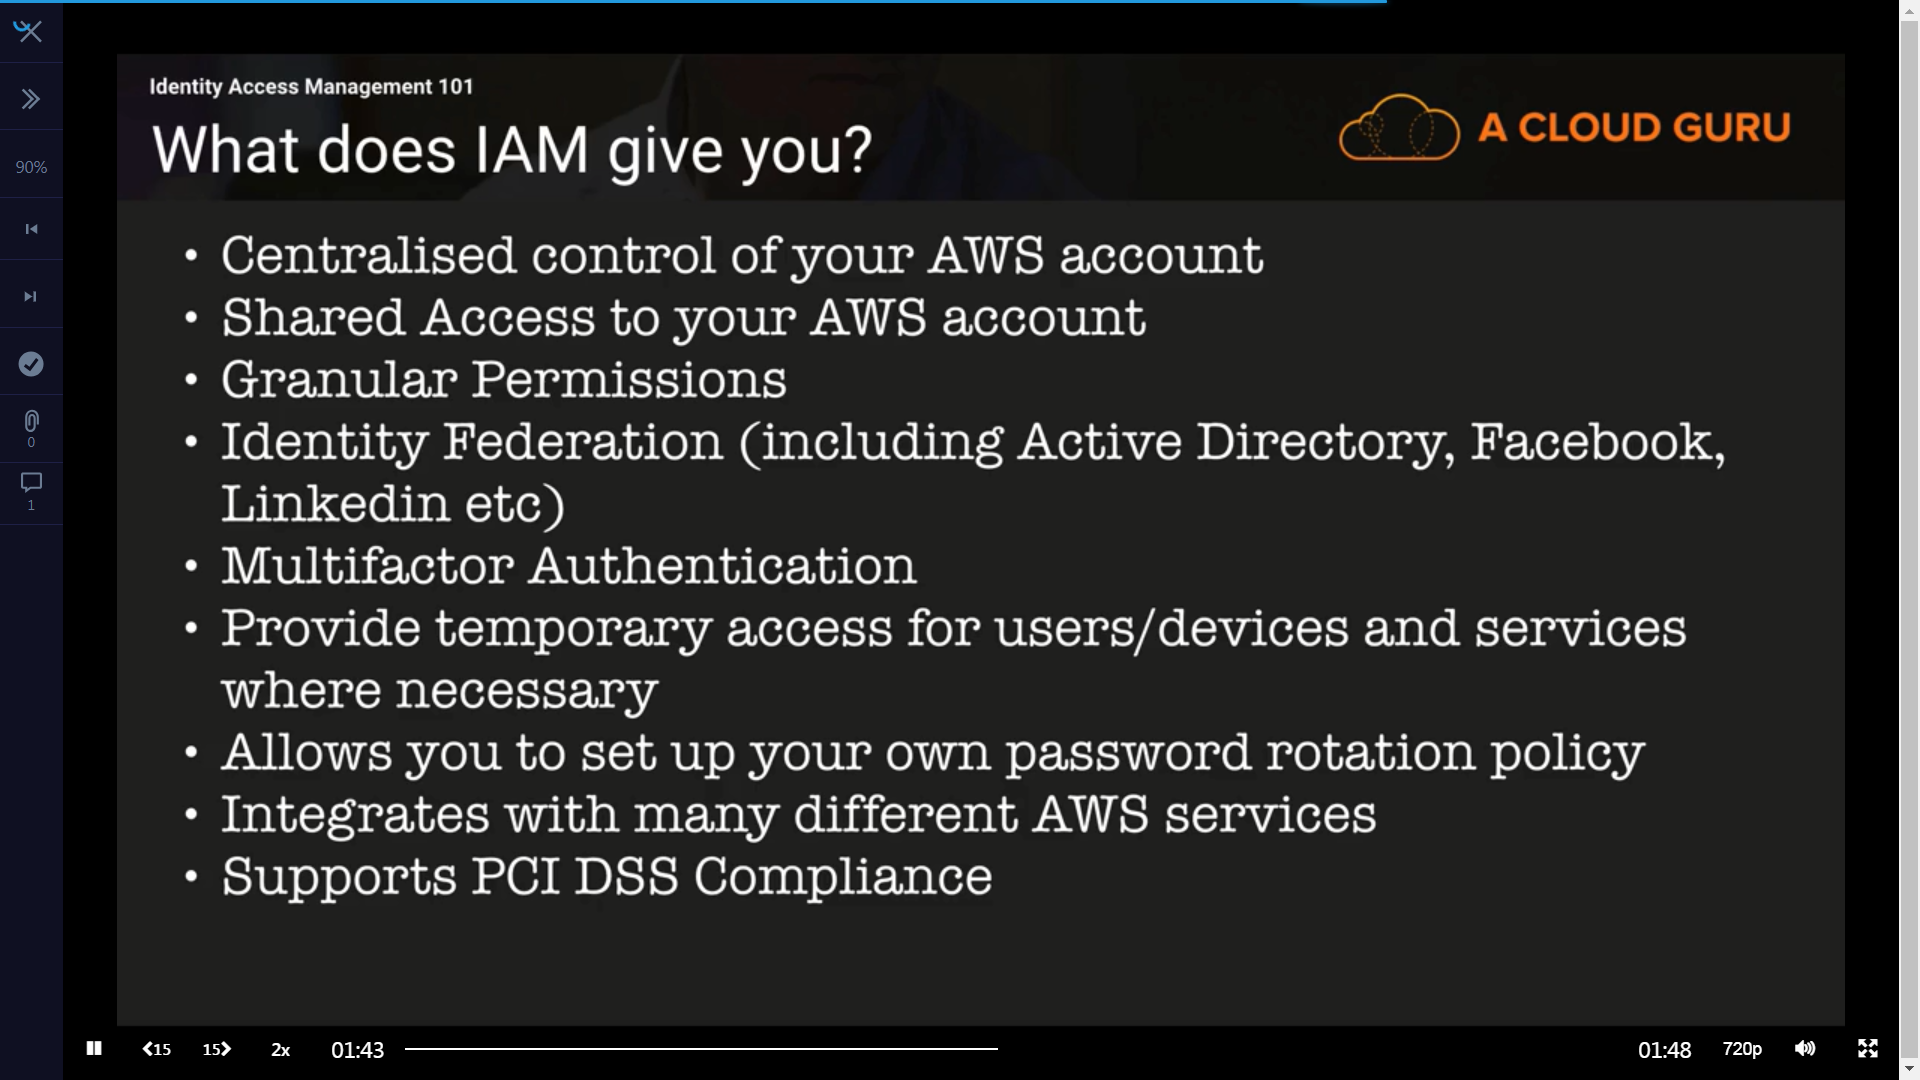 Identity Access Management 101
What does IAM give you?
A CLOUD GURU
90%
0
1
• Centralised control of your AWS account
• Shared Access to your AWS account
• Granular Permissions
• Identity Federation (including Active Directory, Facebook,
Linkedin etc)
• Multifactor Authentication
• Provide temporary access for users/devices and services
where necessary
• Allows you to set up your own password rotation policy
• Integrates with many different AWS services
• Supports PCI DSS Compliance
15 15 2x 01:43 01:48 720p